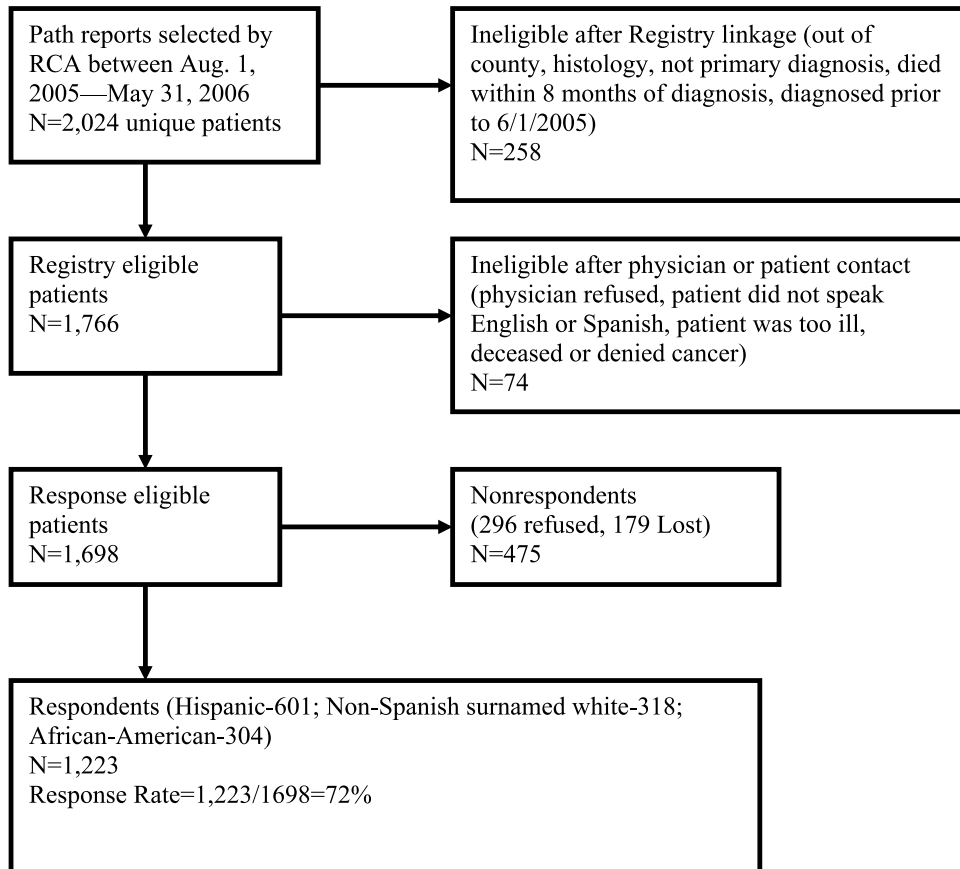 Path reports selected by
RCA between Aug. 1,
2005—May 31, 2006
N=2,024 unique patients
Ineligible after Registry linkage (out of
county, histology, not primary diagnosis, died
within 8 months of diagnosis, diagnosed prior
to 6/1/2005)
N=258
Registry eligible
patients
N=1,766
Ineligible after physician or patient contact
(physician refused, patient did not speak
English or Spanish, patient was too ill,
deceased or denied cancer)
N=74
Response eligible
patients
N=1,698
Nonrespondents
(296 refused, 179 Lost)
N=475
Respondents (Hispanic-601; Non-Spanish surnamed white-318;
African-American-304)
N=1,223
Response Rate=1,223/1698=72%